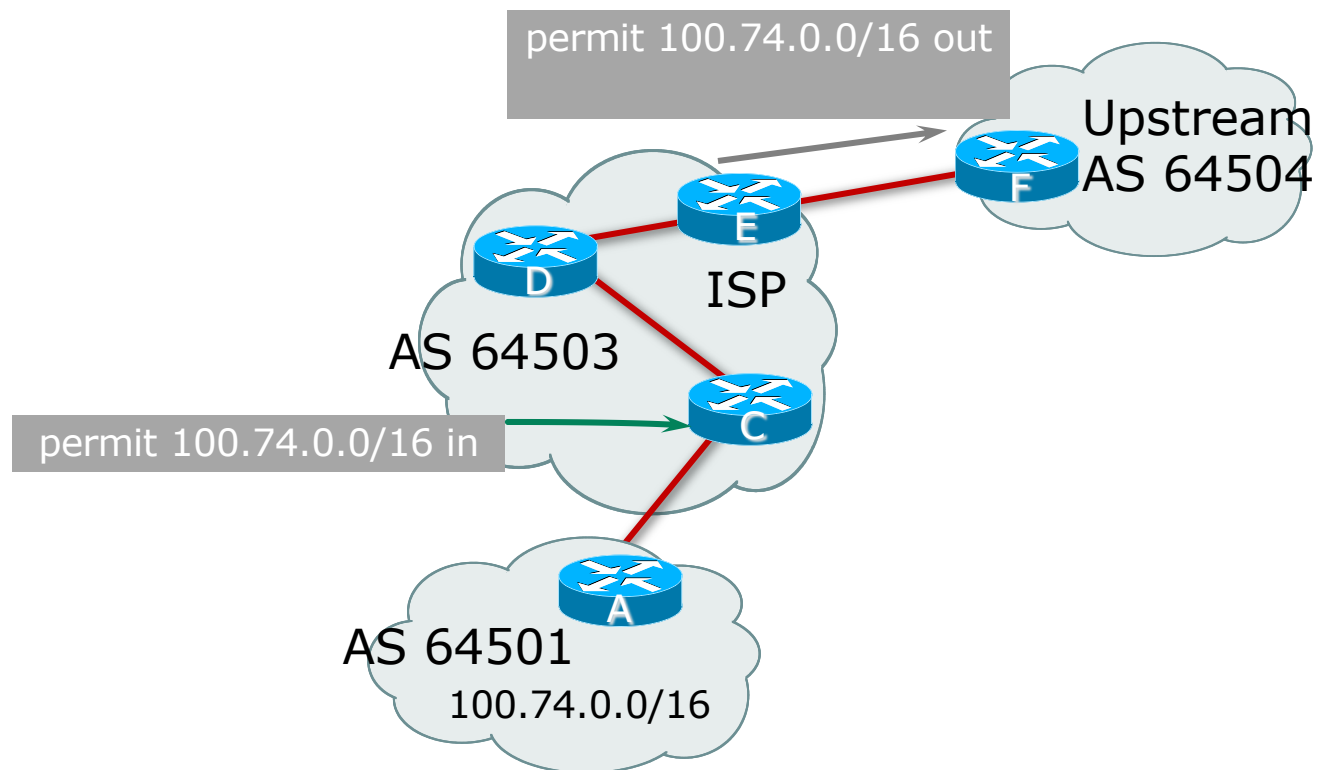 permit 100.74.0.0/16 out
Upstream
AS 64504
F
E
D
ISP
AS 64503
C
permit 100.74.0.0/16 in
A
AS 64501
100.74.0.0/16